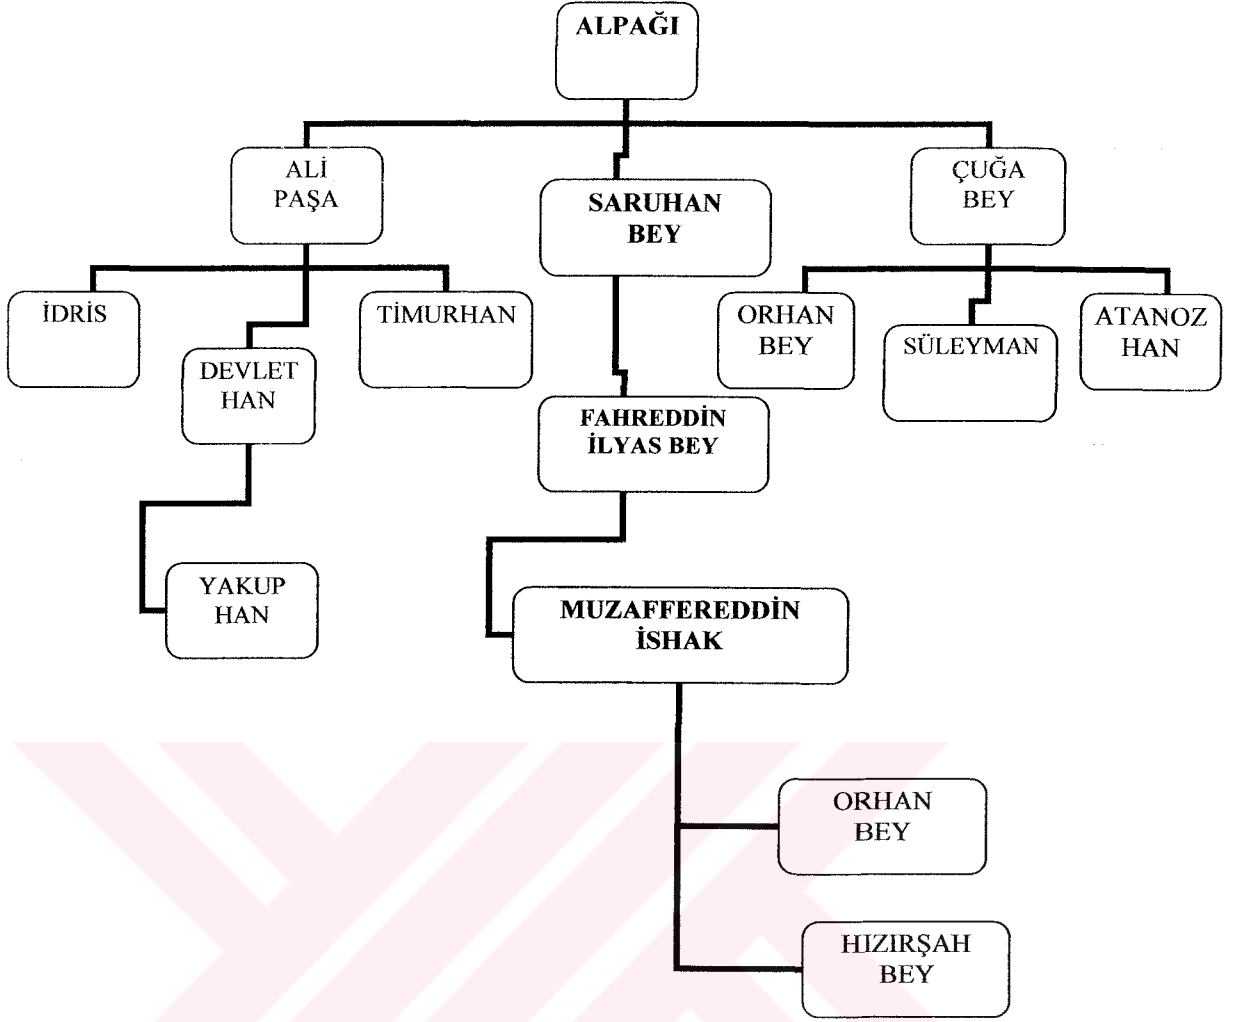 ALPAĞI
ALİ
PAŞA
SARUHAN
BEY
ÇUĞA
BEY
İDRİS
DEVLET
HAN
TİMURHAN
ORHAN
BEY
SÜLEYMAN
ATANOZ
HAN
FAHREDDİN
İLYAS BEY
YAKUP
HAN
MUZAFFEREDDİN
İSHAK
ORHAN
BEY
HIZIRŞAH
BEY